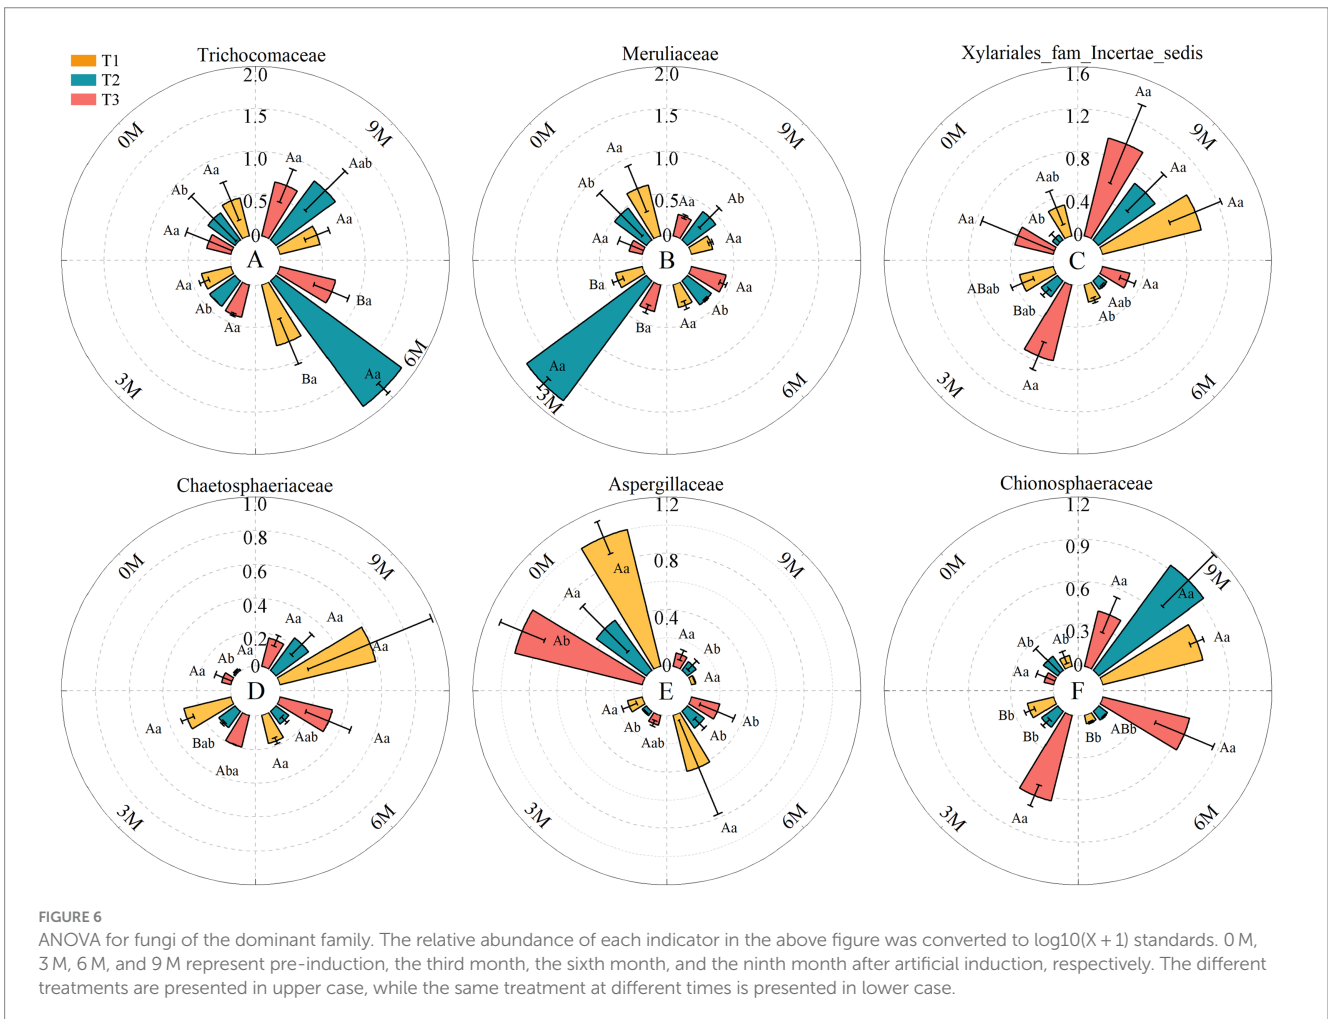 T1
T2
T3
Trichocomaceae
2.0
1.5
1.0
0.5
0
0M
9M
3M
6M
Aa
Ab
Aa
Aa
Aab
Aa
Aa
Ab
Aa
Ba
Aa
Ba
A
Meruliaceae
2.0
1.5
1.0
0.5
0
0M
9M
3M
6M
Aa
Ab
Aa
Aa
Ab
Aa
Ba
Aa
Ba
Aa
Ab
Aa
B
Xylariales_fam_Incertae_sedis
1.6
1.2
0.8
0.4
0
0M
9M
3M
6M
Aab
Ab
Aa
Aa
Aa
Aa
ABab
Bab
Aa
Aa
Aab
Ab
C
Chaetosphaeriaceae
1.0
0.8
0.6
0.4
0.2
0
0M
9M
3M
6M
Aa
Ab
Aa
Aa
Aa
Aa
Aa
Bab
Aba
Aa
Aab
Aa
D
Aspergillaceae
1.2
0.8
0.4
0
0M
9M
3M
6M
Aa
Aa
Ab
Aa
Ab
Aa
Aa
Ab
Aab
Ab
Ab
Aa
E
Chionosphaeraceae
1.2
0.9
0.6
0.3
0
0M
9M
3M
6M
Ab
Ab
Aa
Aa
Aa
Aa
Bb
Bb
Aa
Aa
ABb
Bb
F
FIGURE 6
ANOVA for fungi of the dominant family. The relative abundance of each indicator in the above figure was converted to log10(X + 1) standards. 0 M,
3 M, 6 M, and 9 M represent pre-induction, the third month, the sixth month, and the ninth month after artificial induction, respectively. The different
treatments are presented in upper case, while the same treatment at different times is presented in lower case.